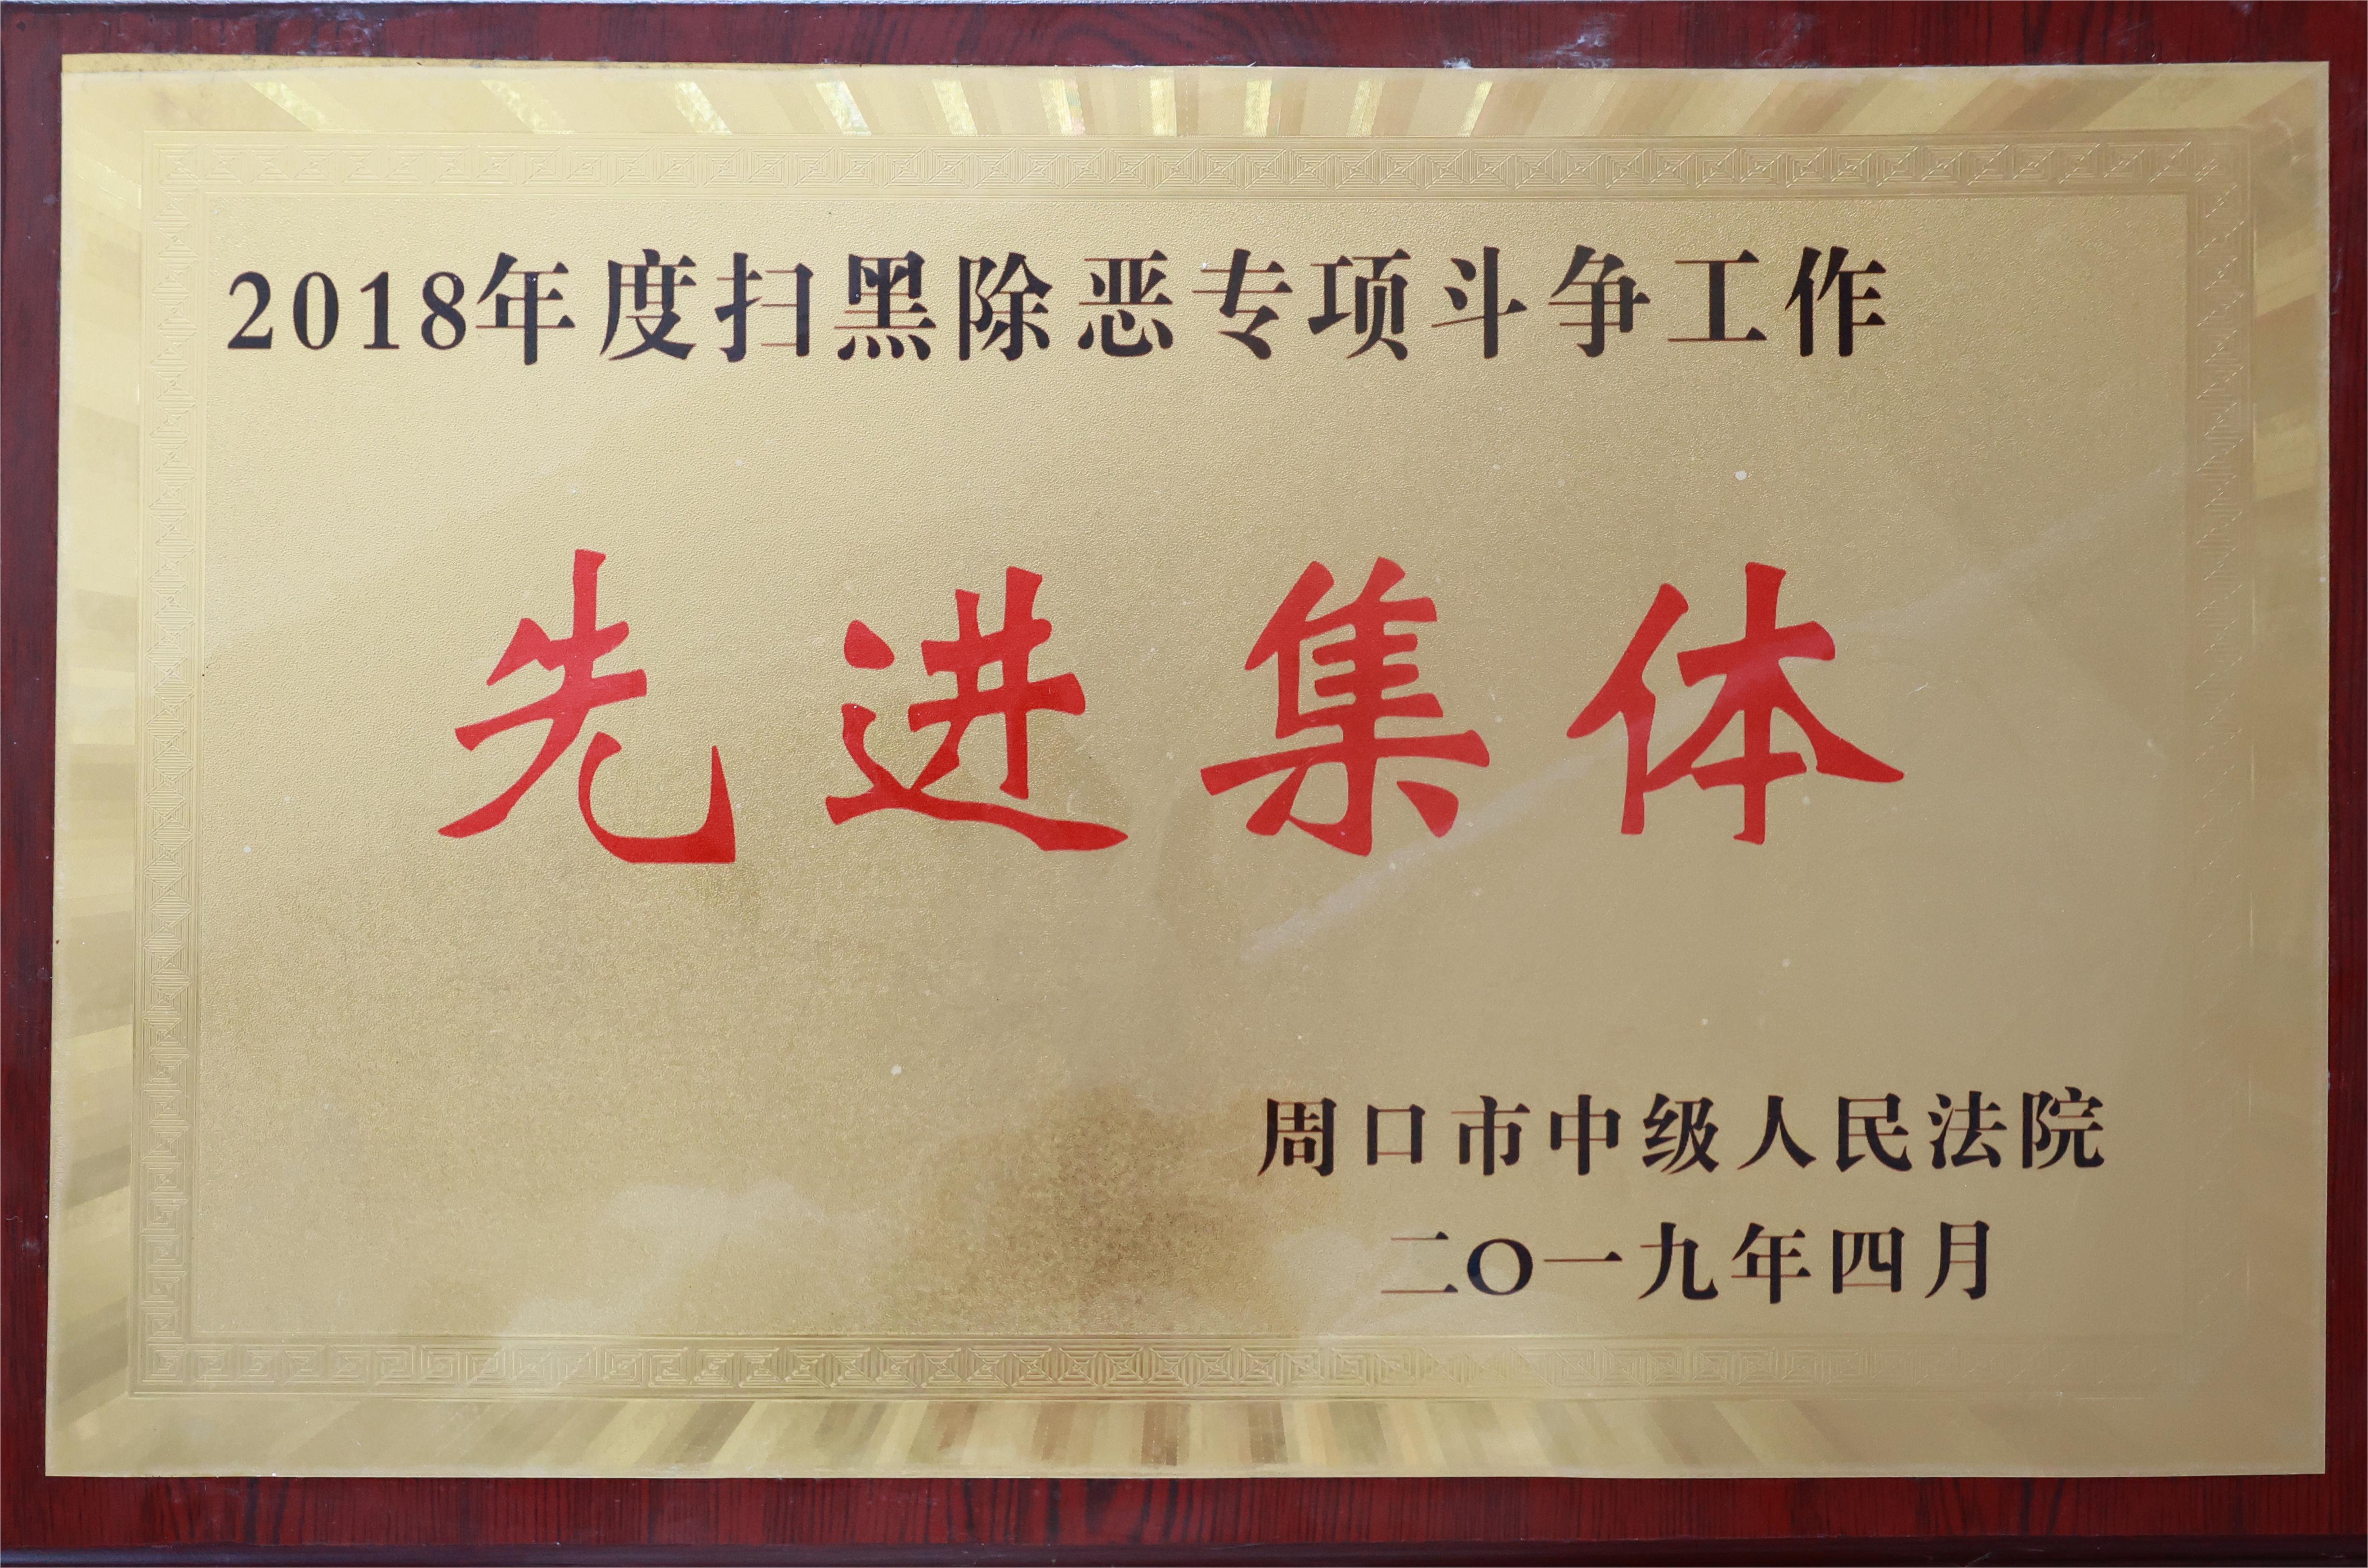 2018年度扫黑除恶专项斗争工作
先进集体
周口市中级人民法院
二〇一九年四月